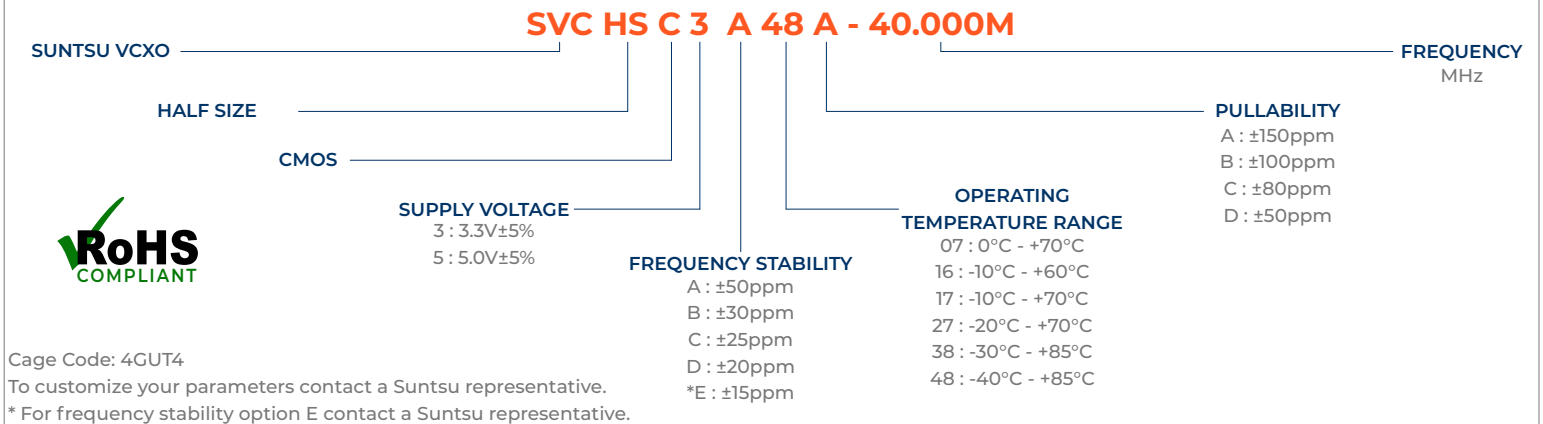 SVC HS C 3 A 48 A - 40.000M
SUNTSU VCXO
FREQUENCY
MHz
HALF SIZE
PULLABILITY
A : ±150ppm
B : ±100ppm
C : ±80ppm
D : ±50ppm
CMOS
SUPPLY VOLTAGE
3 : 3.3V±5%
5 : 5.0V±5%
OPERATING
TEMPERATURE RANGE
07 : 0°C - +70°C
16 : -10°C - +60°C
17 : -10°C - +70°C
27 : -20°C - +70°C
38 : -30°C - +85°C
48 : -40°C - +85°C
FREQUENCY STABILITY
A : ±50ppm
B : ±30ppm
C : ±25ppm
D : ±20ppm
*E : ±15ppm
RoHS
COMPLIANT
Cage Code: 4GUT4
To customize your parameters contact a Suntsu representative.
* For frequency stability option E contact a Suntsu representative.